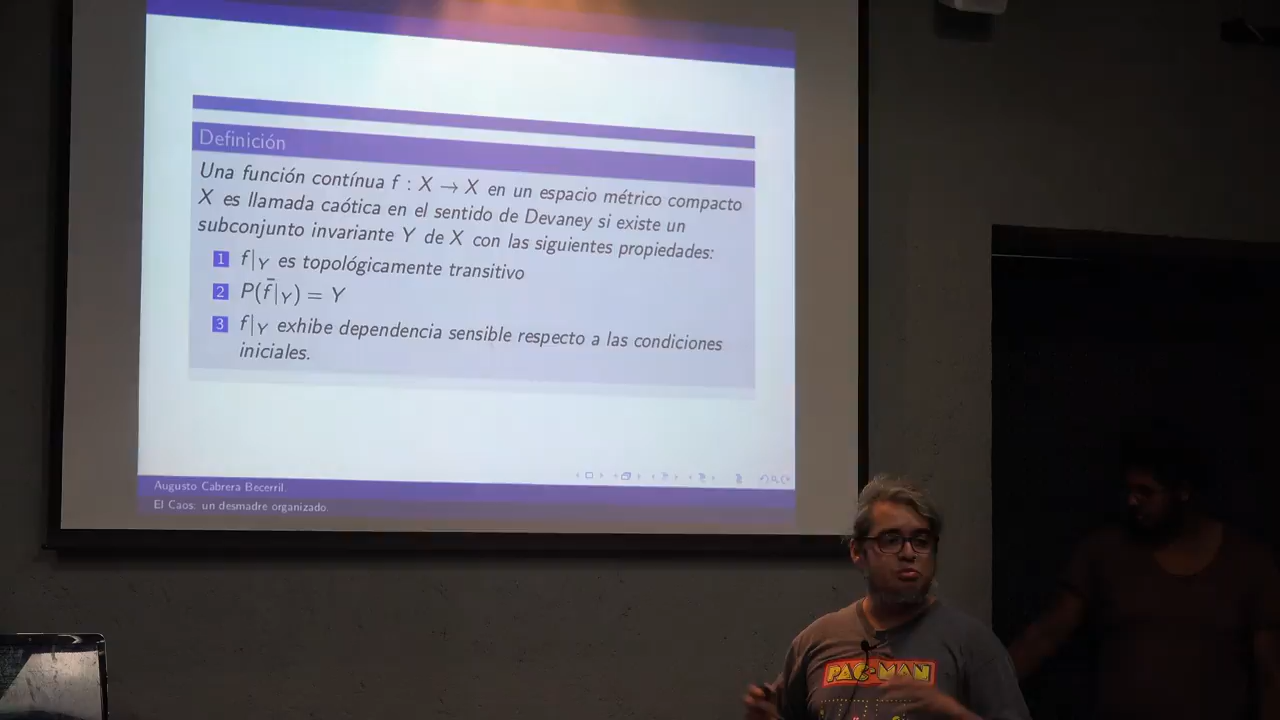 Definición
Una función contínua f : X → X en un espacio métrico compacto
X es llamada caótica en el sentido de Devaney si existe un
subconjunto invariante Y de X con las siguientes propiedades:
1 f|Y es topológicamente transitivo
2 P(f̄|Y) = Y
3 f|Y exhibe dependencia sensible respecto a las condiciones
iniciales.
Augusto Cabrera Becerril.
El Caos: un desmadre organizado.
PAC-MAN